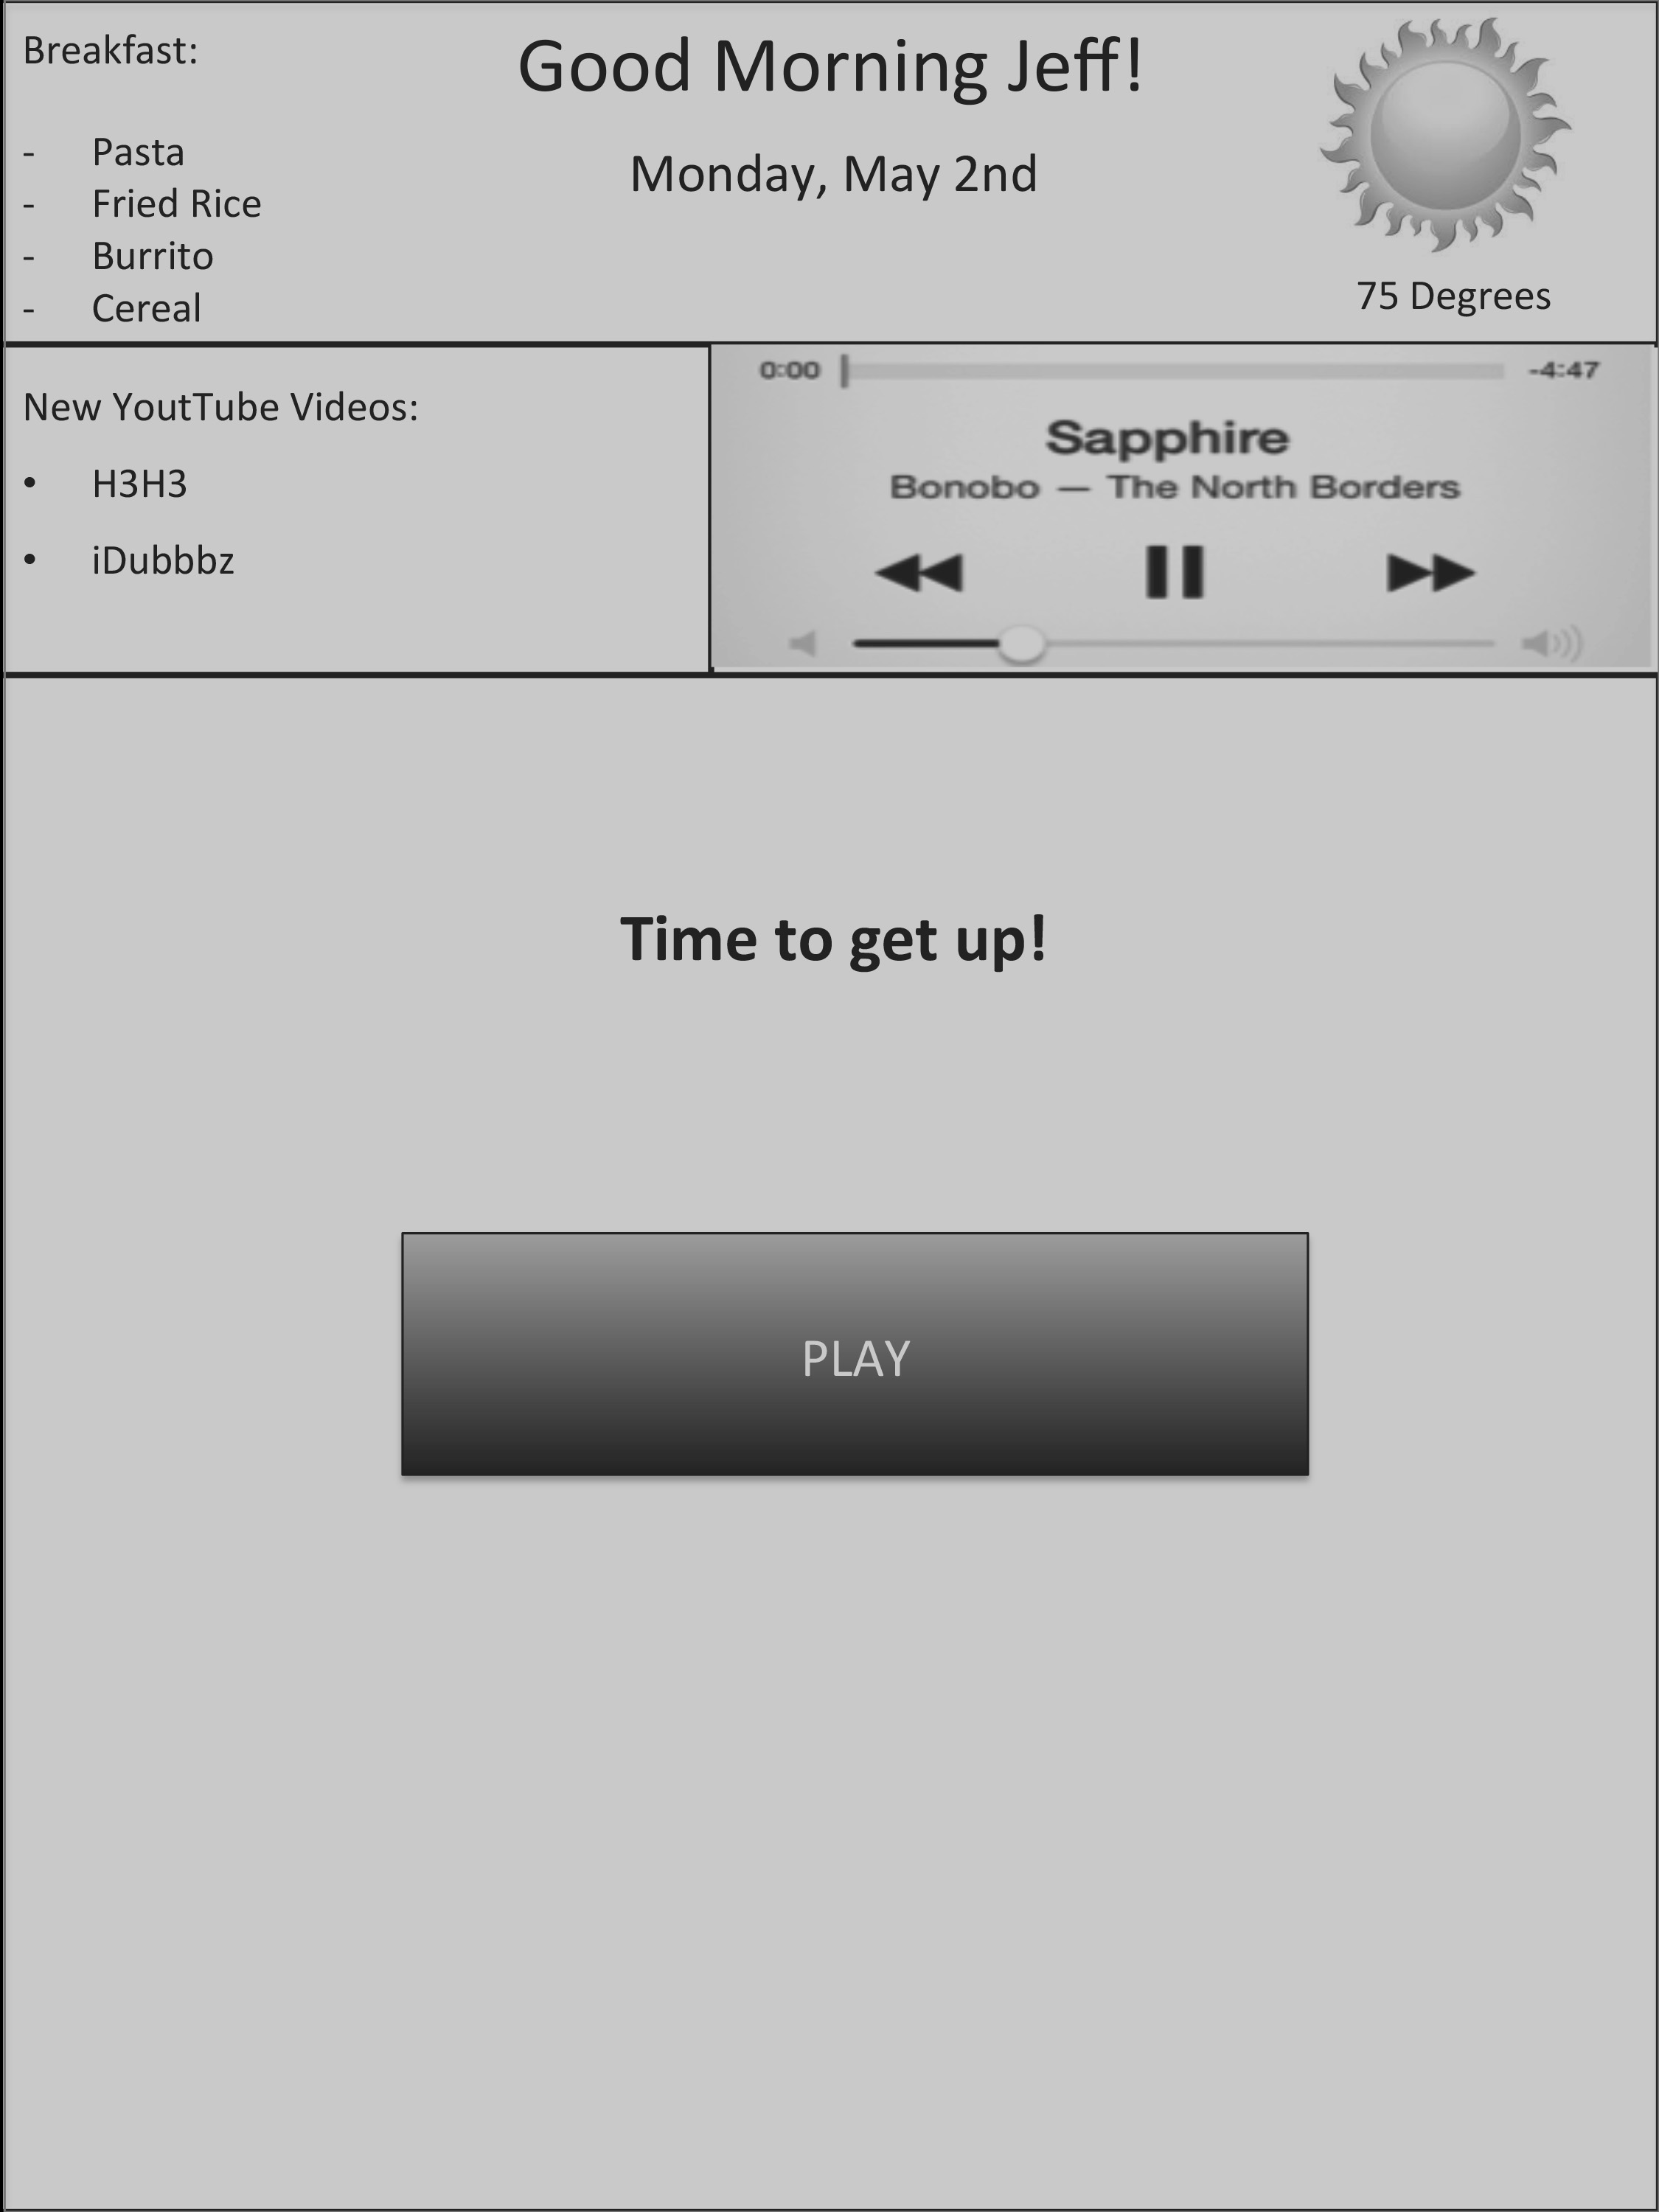 Breakfast:
- Pasta
- Fried Rice
- Burrito
- Cereal
Good Morning Jeff!
Monday, May 2nd
75 Degrees
New YoutTube Videos:
• H3H3
• iDubbbz
0:00
-4:47
Sapphire
Bonobo — The North Borders
Time to get up!
PLAY